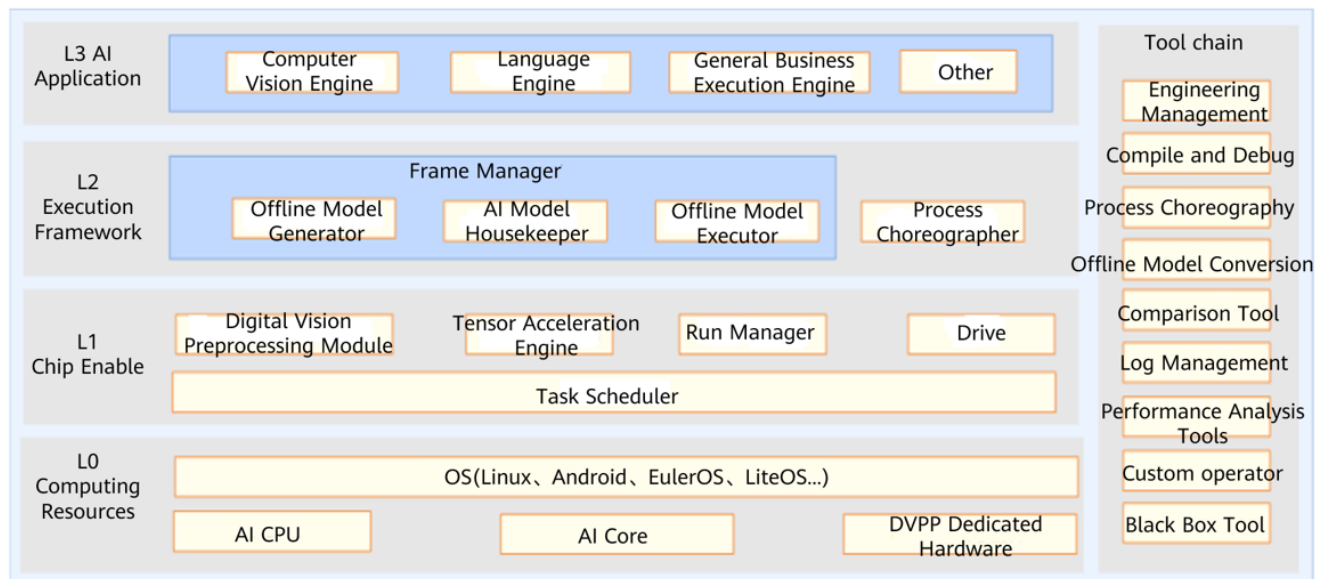 L3 AI
Application
Computer
Vision Engine
Language
Engine
General Business
Execution Engine
Other
L2
Execution
Framework
Frame Manager
Offline Model
Generator
AI Model
Housekeeper
Offline Model
Executor
Process
Choreographer
L1
Chip Enable
Digital Vision
Preprocessing Module
Tensor Acceleration
Engine
Run Manager
Drive
Task Scheduler
L0
Computing
Resources
OS(Linux、Android、EulerOS、LiteOS...)
AI CPU
AI Core
DVPP Dedicated
Hardware
Tool chain
Engineering
Management
Compile and Debug
Process Choreography
Offline Model Conversion
Comparison Tool
Log Management
Performance Analysis
Tools
Custom operator
Black Box Tool